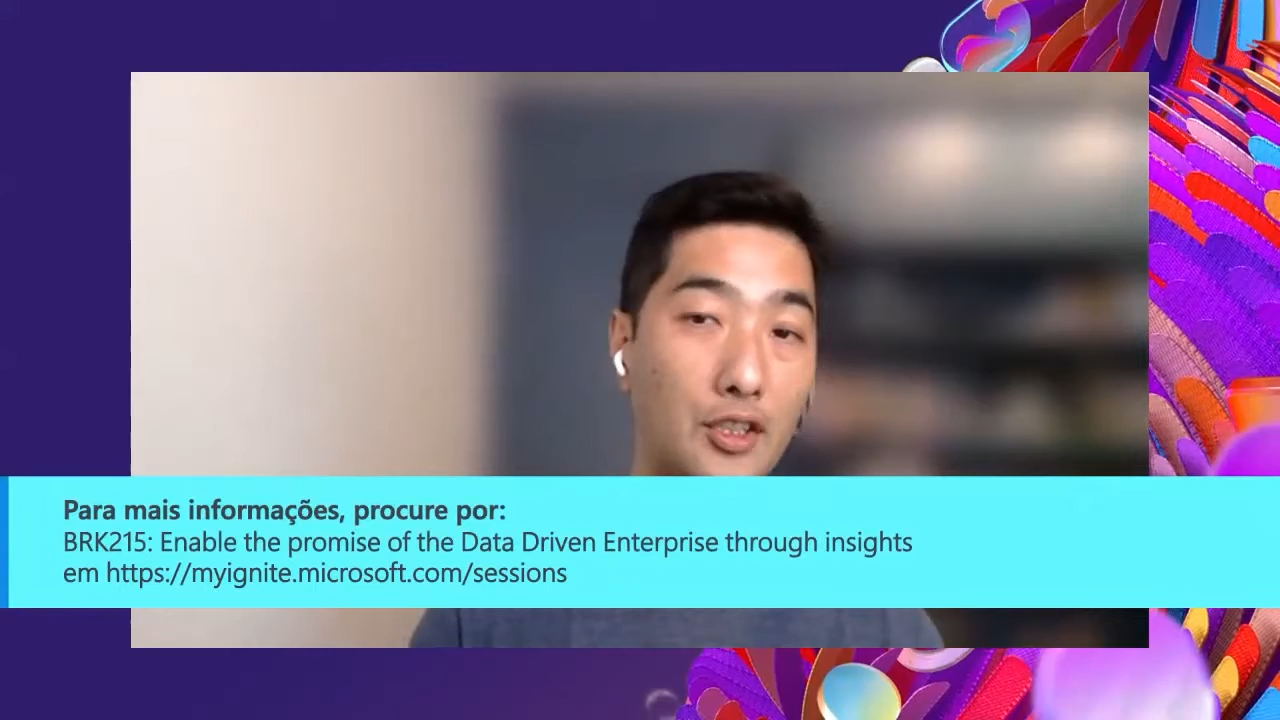 Para mais informações, procure por:
BRK215: Enable the promise of the Data Driven Enterprise through insights
em https://myignite.microsoft.com/sessions